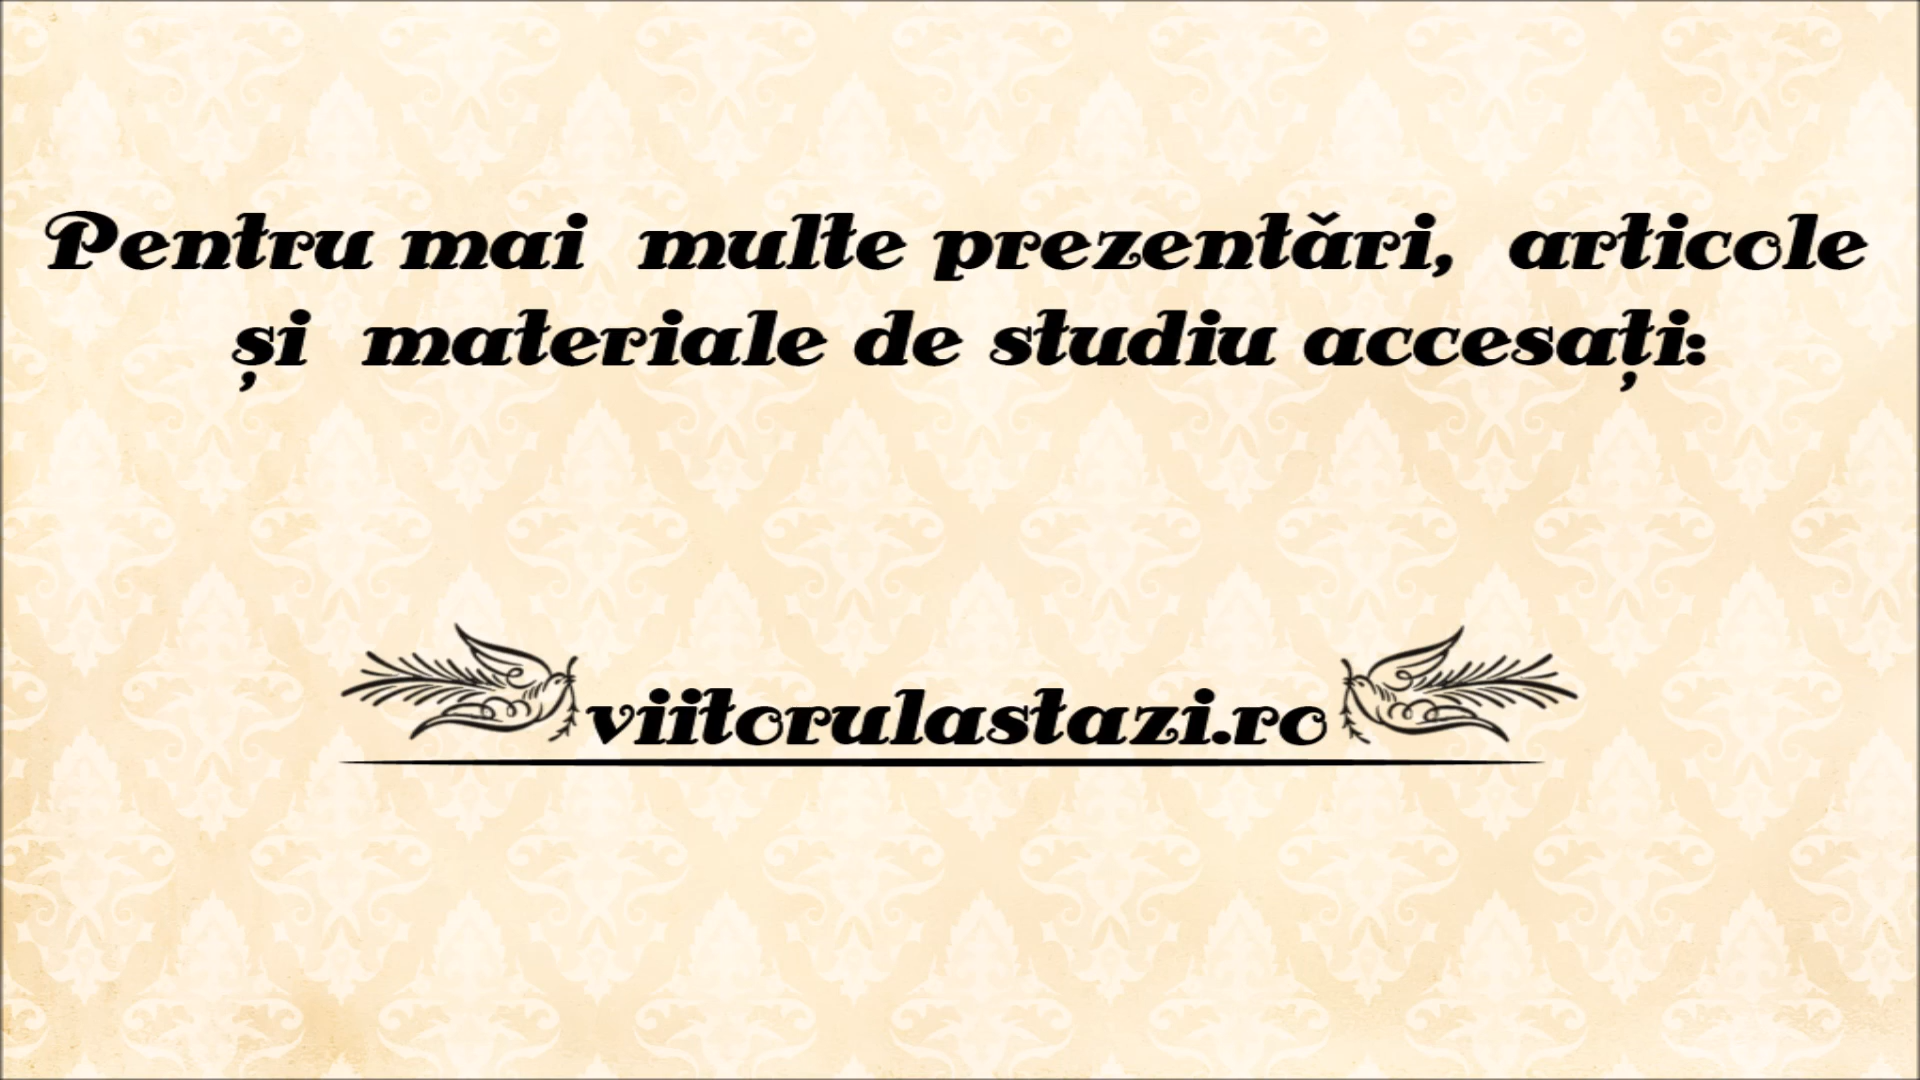 Pentru mai multe prezentări, articole
și materiale de studiu accesați:
viitorulastazi.ro